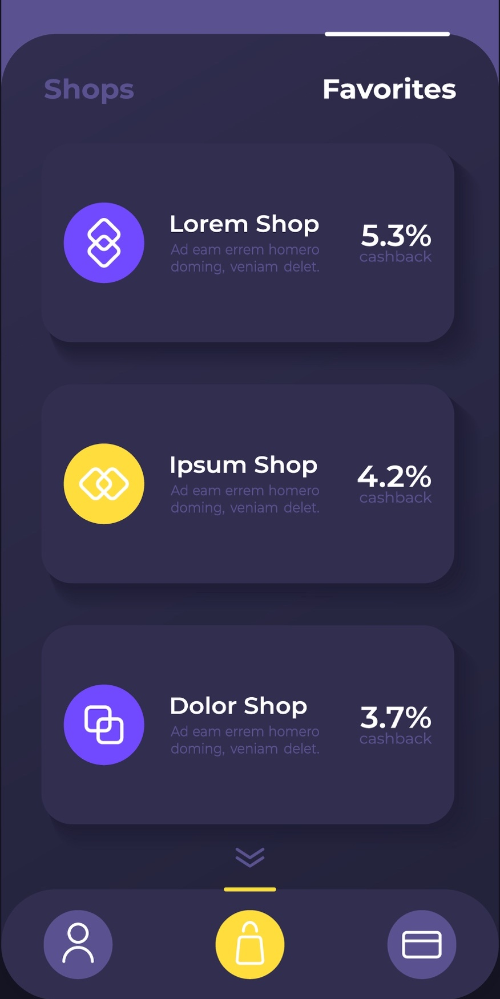 Shops
Favorites
Lorem Shop
Ad eam errem homero
doming, veniam delet.
5.3%
cashback
Ipsum Shop
Ad eam errem homero
doming, veniam delet.
4.2%
cashback
Dolor Shop
Ad eam errem homero
doming, veniam delet.
3.7%
cashback